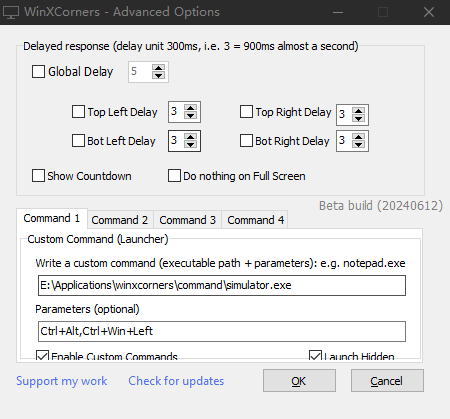 WinXCorners - Advanced Options
Delayed response (delay unit 300ms, i.e. 3 = 900ms almost a second)
Global Delay 5
Top Left Delay 3 Top Right Delay 3
Bot Left Delay 3 Bot Right Delay 3
Show Countdown Do nothing on Full Screen
Beta build (20240612)
Command 1 Command 2 Command 3 Command 4
Custom Command (Launcher)
Write a custom command (executable path + parameters): e.g. notepad.exe
E:\Applications\winxcorners\command\simulator.exe
Parameters (optional)
Ctrl+Alt,Ctrl+Win+Left
Enable Custom Commands Launch Hidden
Support my work Check for updates OK Cancel